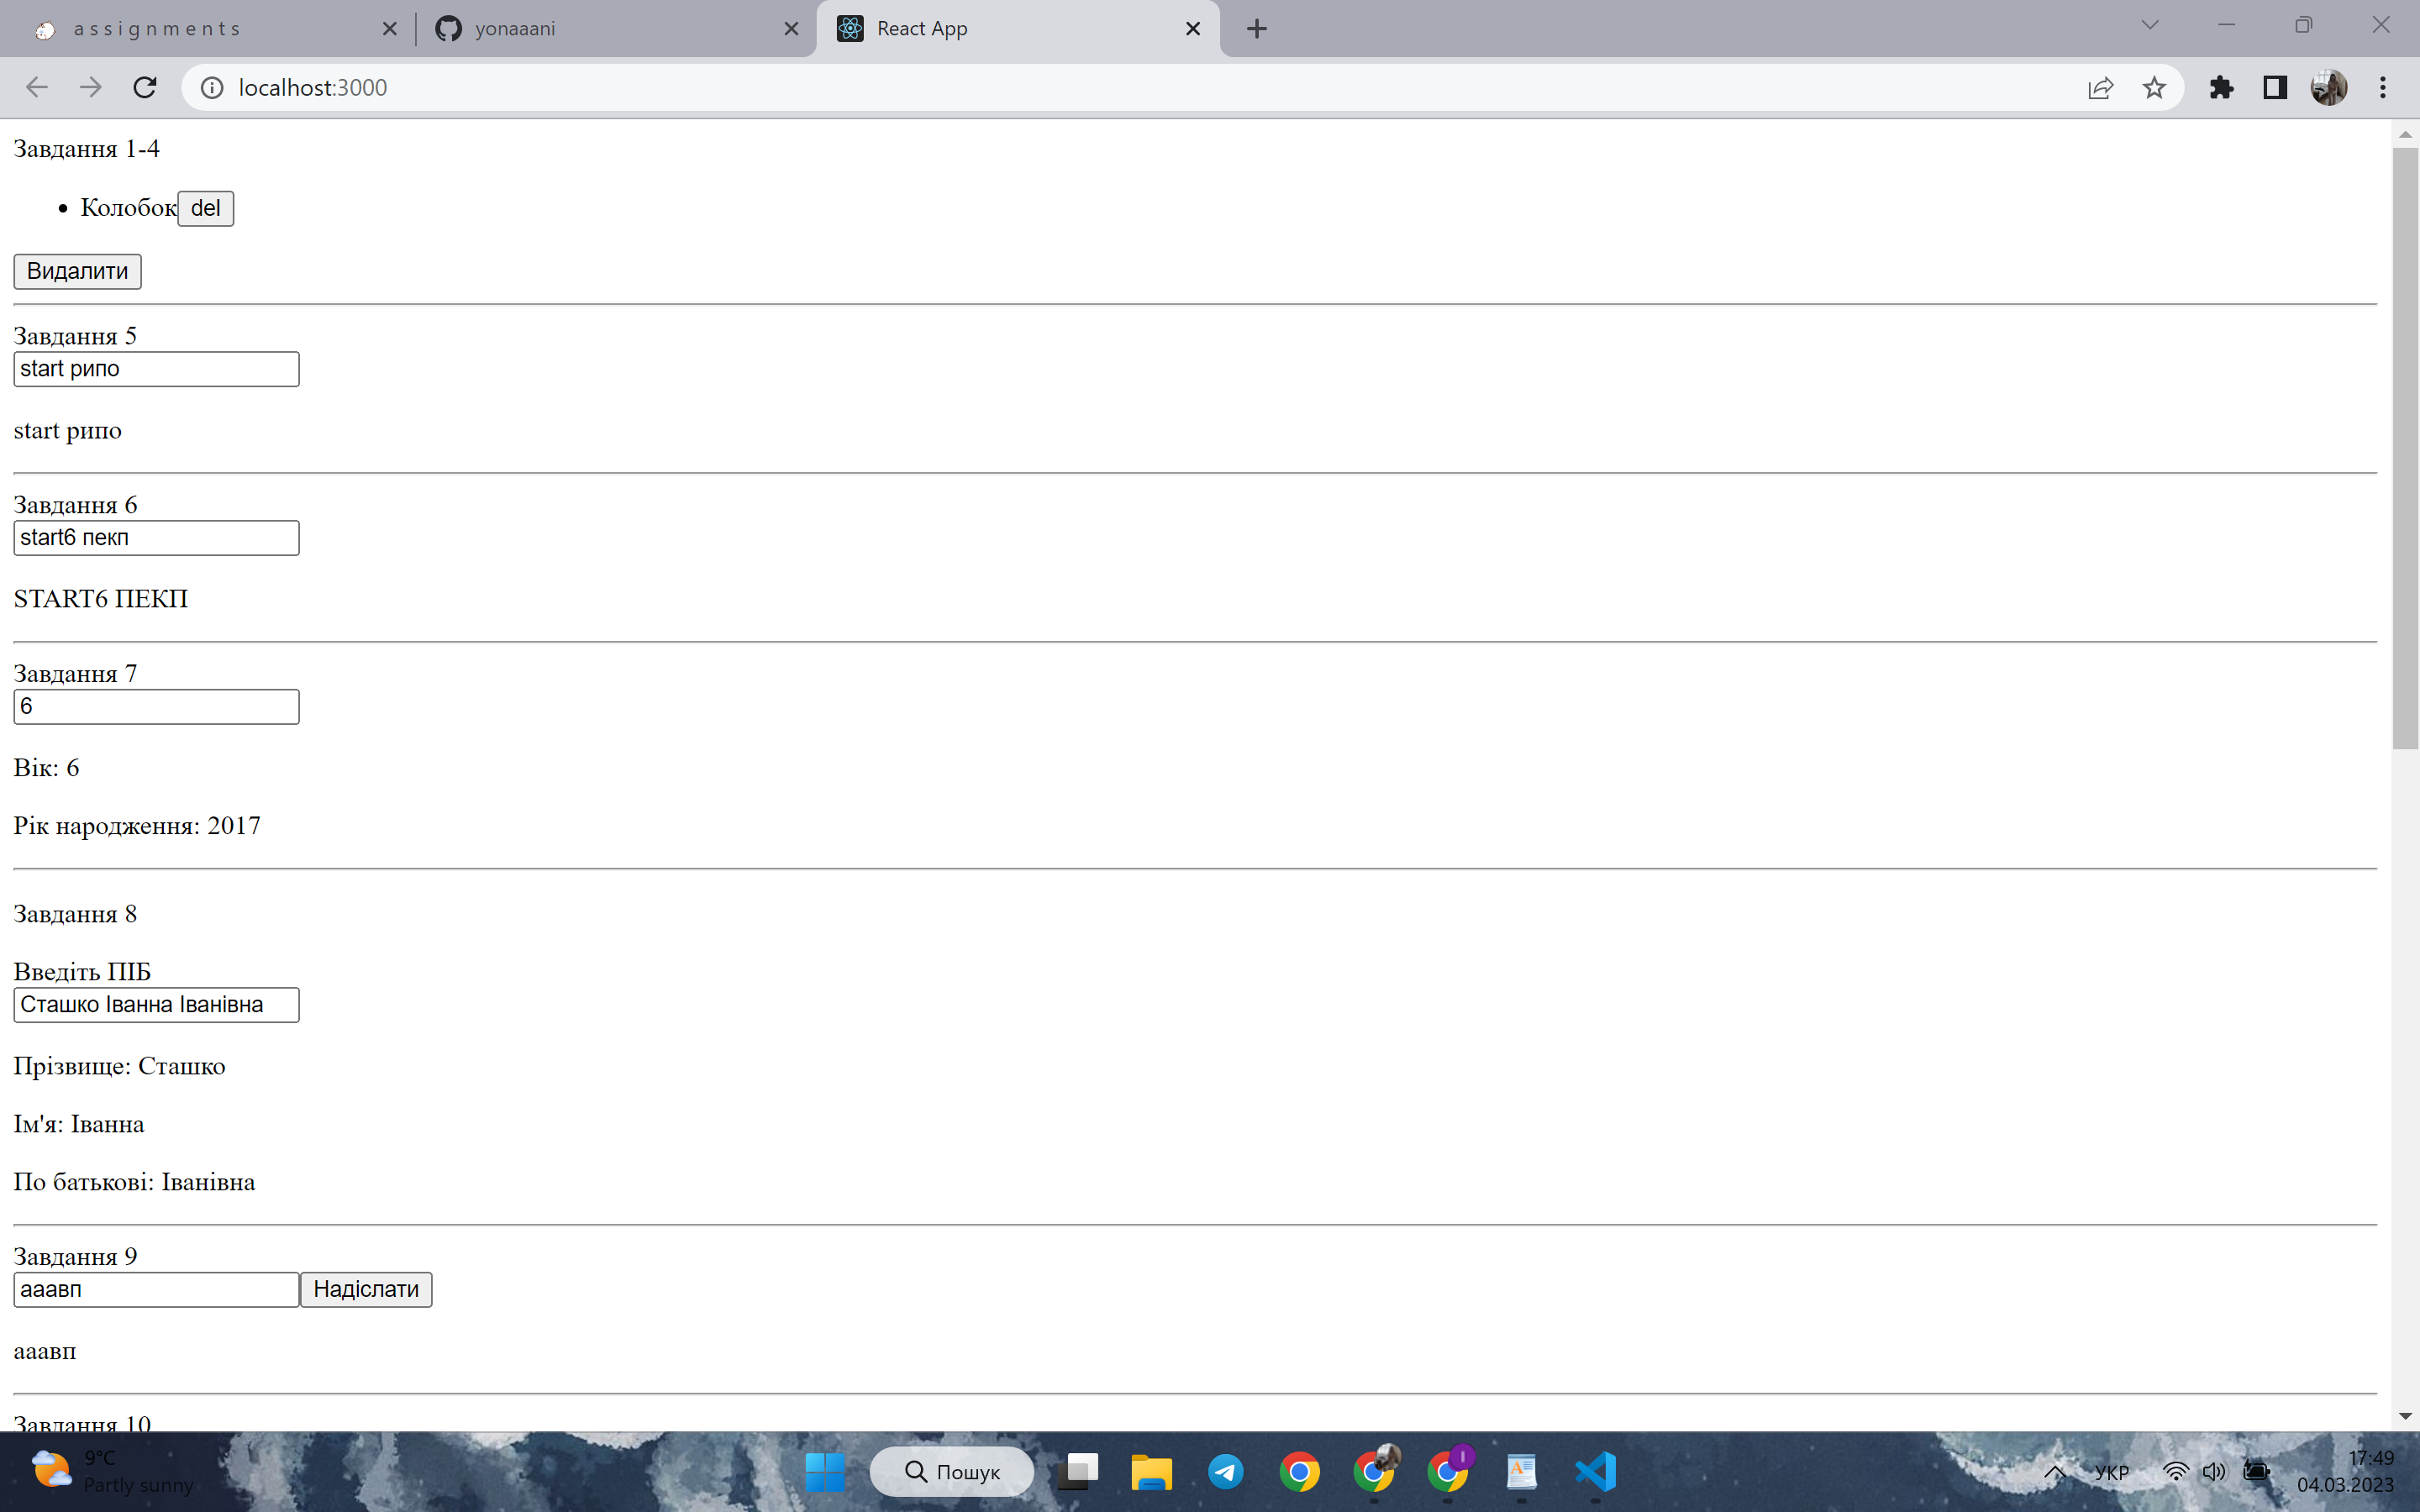 a s s i g n m e n t s
yonaaani
React App
localhost:3000
Завдання 1-4
Колобок del
Видалити
Завдання 5
start рипо
start рипо
Завдання 6
start6 пекп
START6 ПЕКП
Завдання 7
6
Вік: 6
Рік народження: 2017
Завдання 8
Введіть ПІБ
Сташко Іванна Іванівна
Прізвище: Сташко
Ім'я: Іванна
По батькові: Іванівна
Завдання 9
ааавп Надіслати
ааавп
Завдання 10
9°C
Partly sunny
Пошук
I
УКР
17:49
04.03.2023